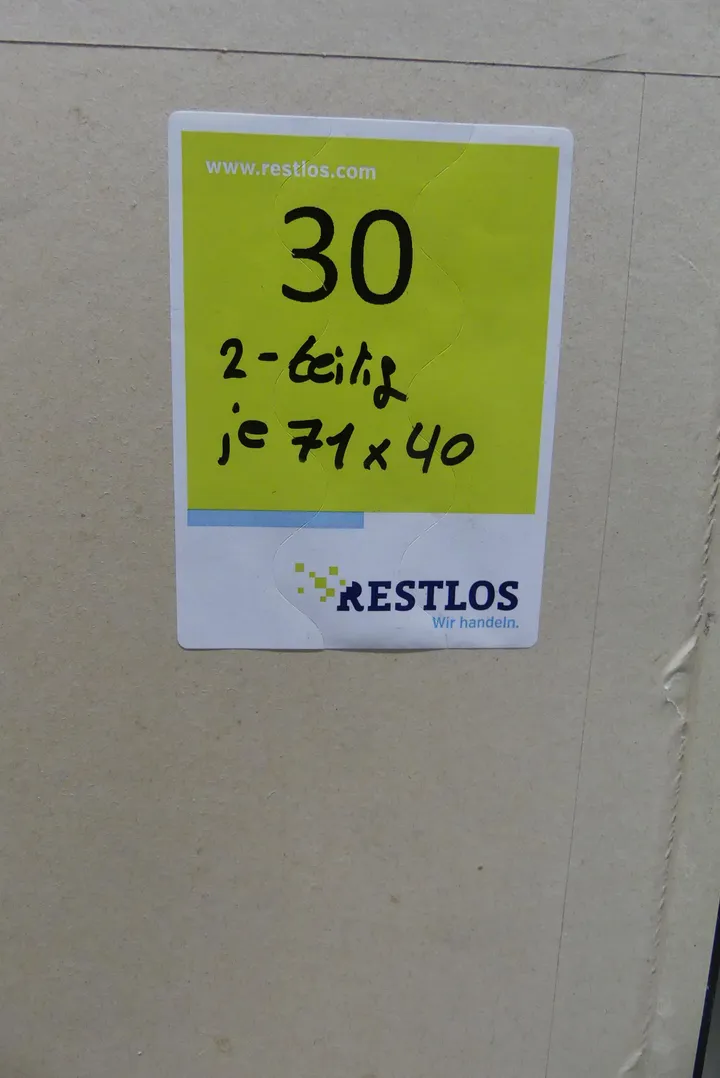 www.restlos.com
30
2-teilig
je 71 x 40
RESTLOS
Wir handeln.